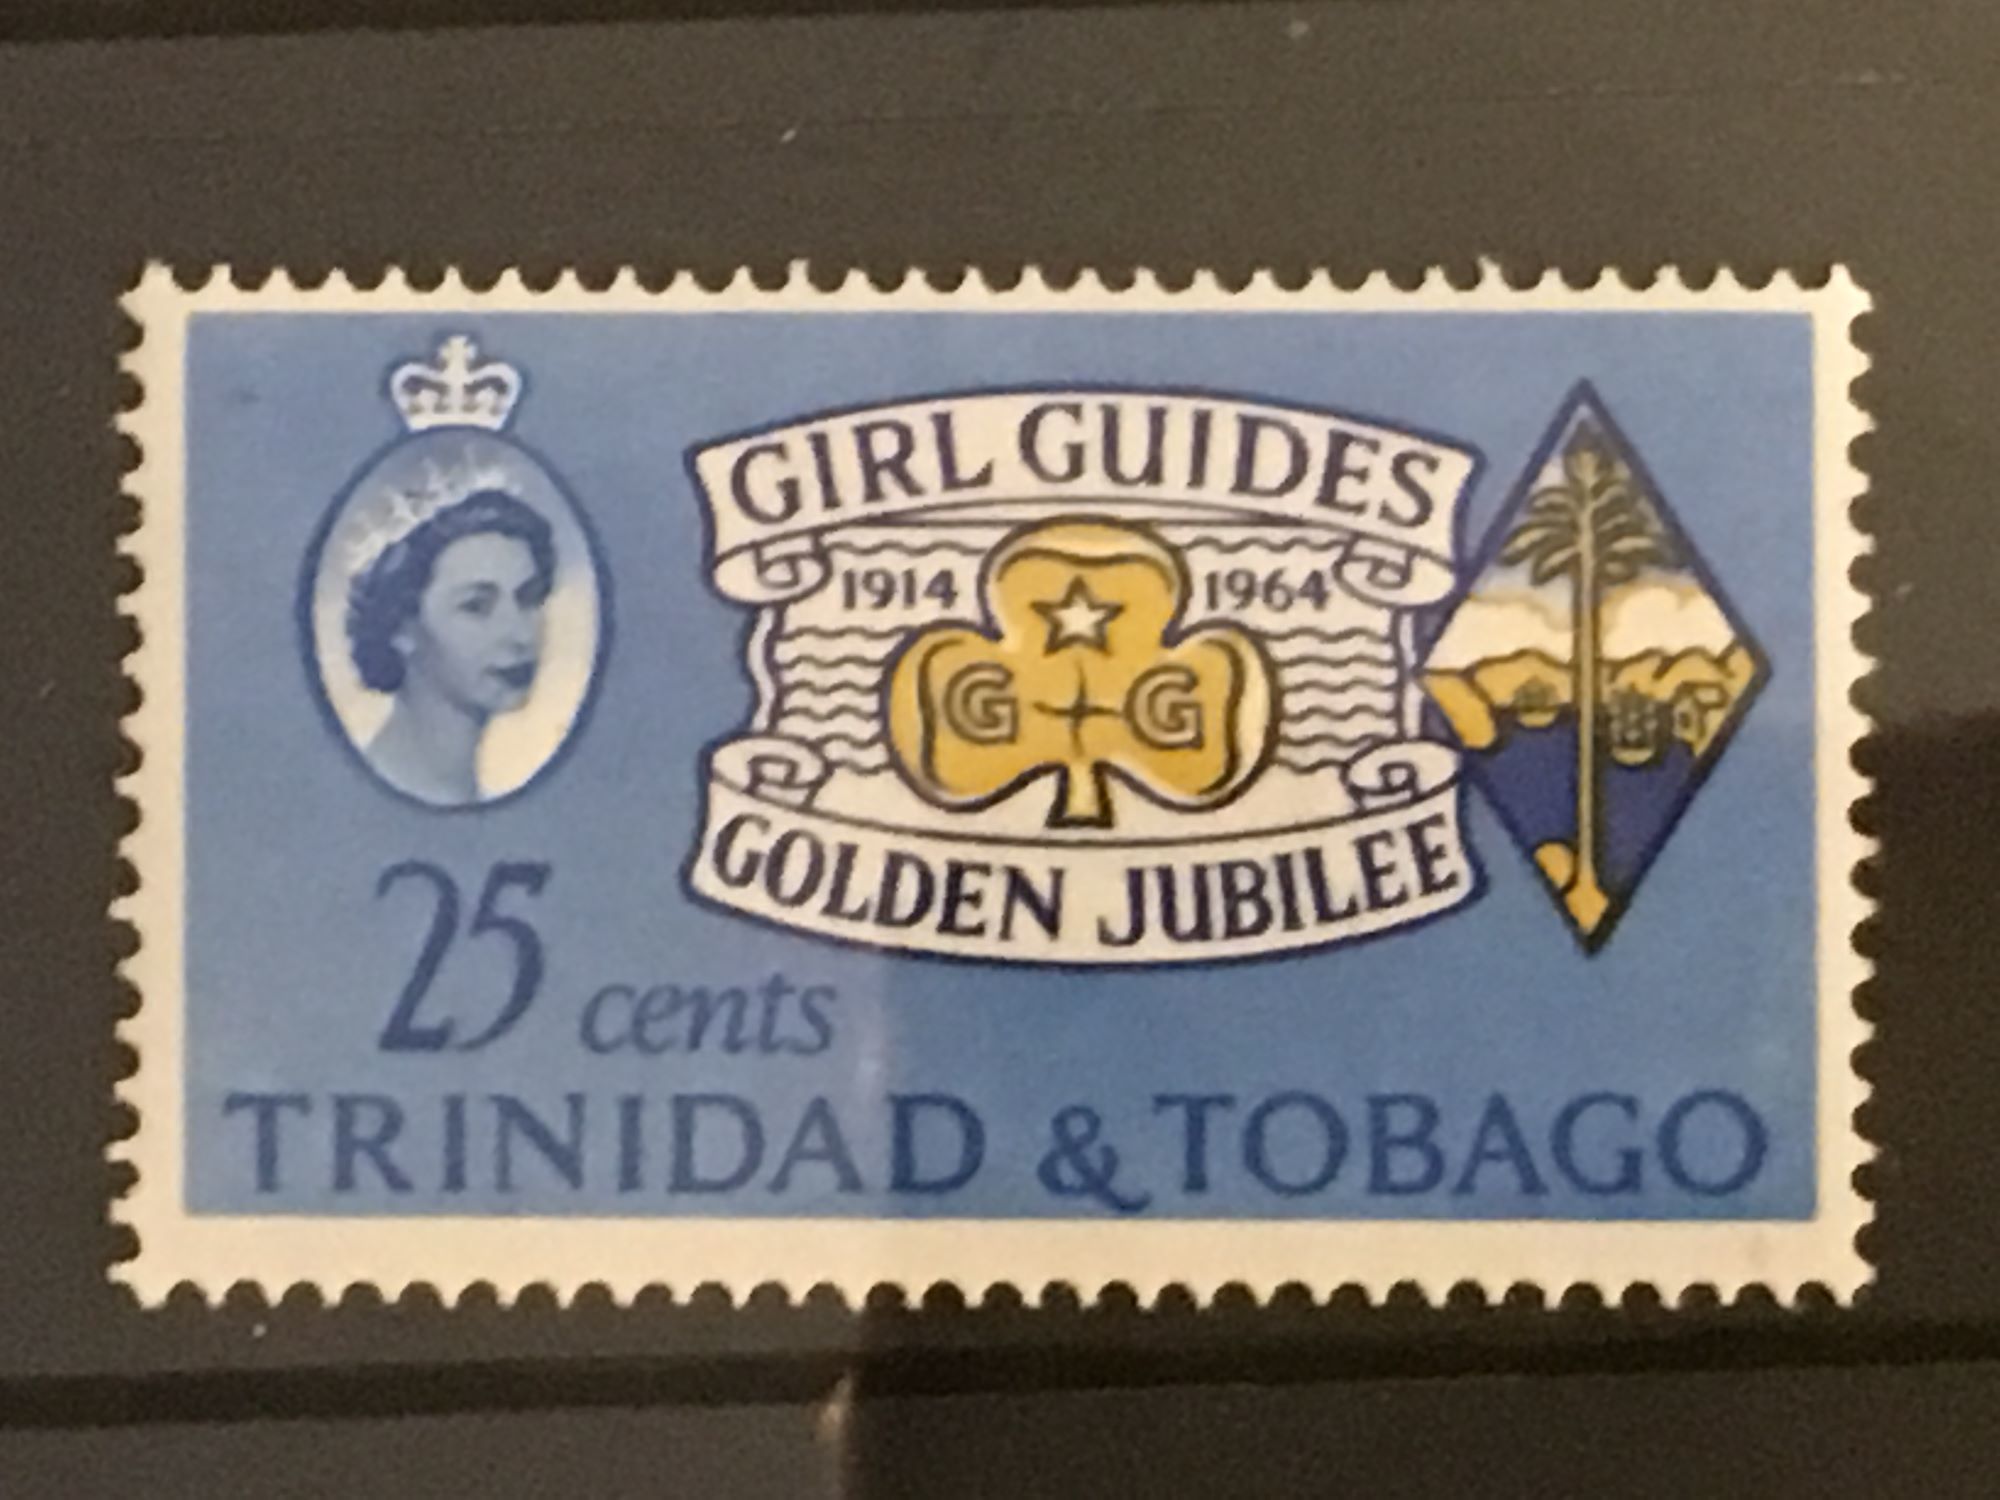 GIRL GUIDES
1914 1964
G G
GOLDEN JUBILEE
25 cents
TRINIDAD & TOBAGO